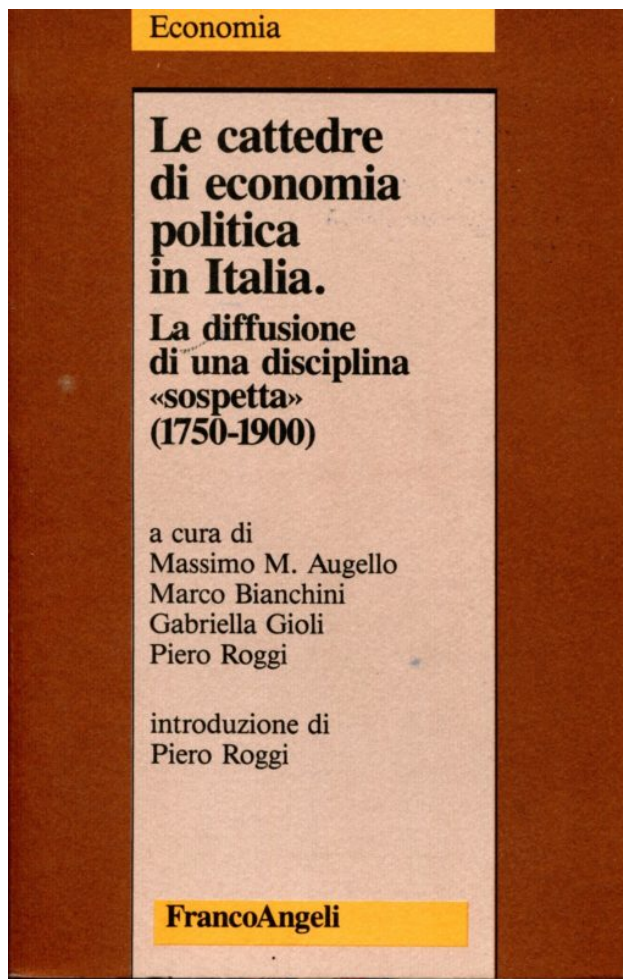 Economia
Le cattedre
di economia
politica
in Italia.
La diffusione
di una disciplina
«sospetta»
(1750-1900)
a cura di
Massimo M. Augello
Marco Bianchini
Gabriella Gioli
Piero Roggi
introduzione di
Piero Roggi
FrancoAngeli